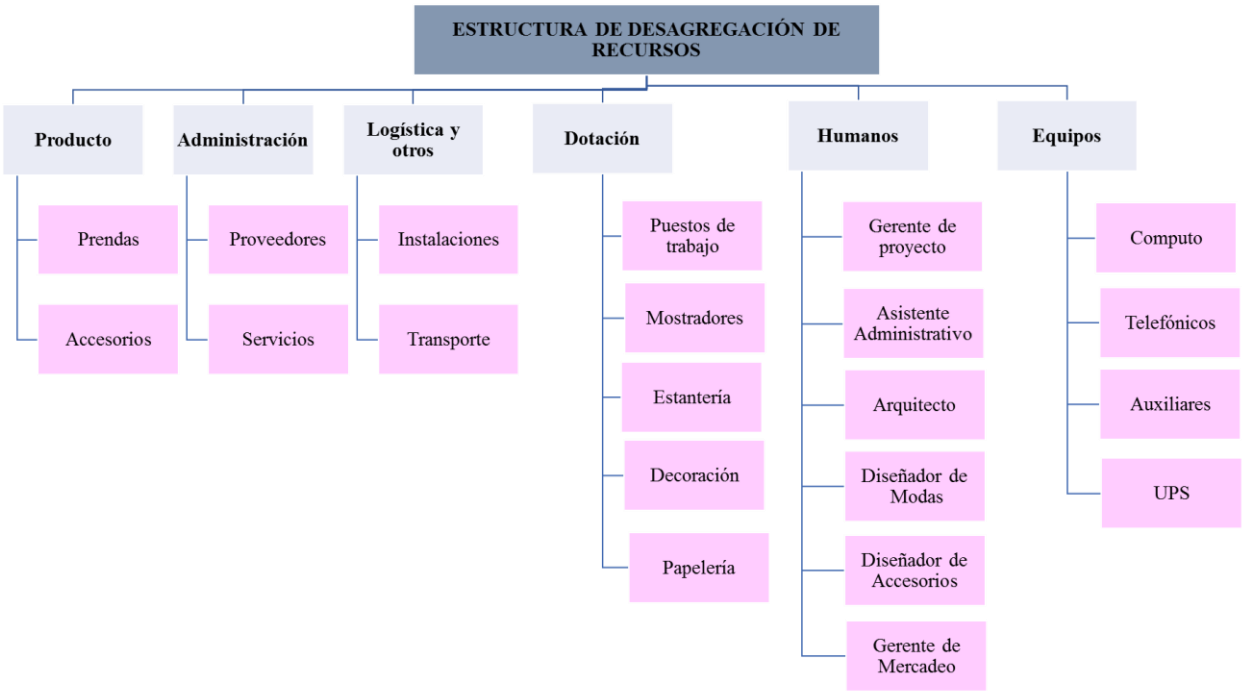 ESTRUCTURA DE DESAGREGACIÓN DE
RECURSOS
Producto
Prendas
Accesorios
Administración
Proveedores
Servicios
Logística y
otros
Instalaciones
Transporte
Dotación
Puestos de
trabajo
Mostradores
Estantería
Decoración
Papelería
Humanos
Gerente de
proyecto
Asistente
Administrativo
Arquitecto
Diseñador de
Modas
Diseñador de
Accesorios
Gerente de
Mercadeo
Equipos
Computo
Telefónicos
Auxiliares
UPS